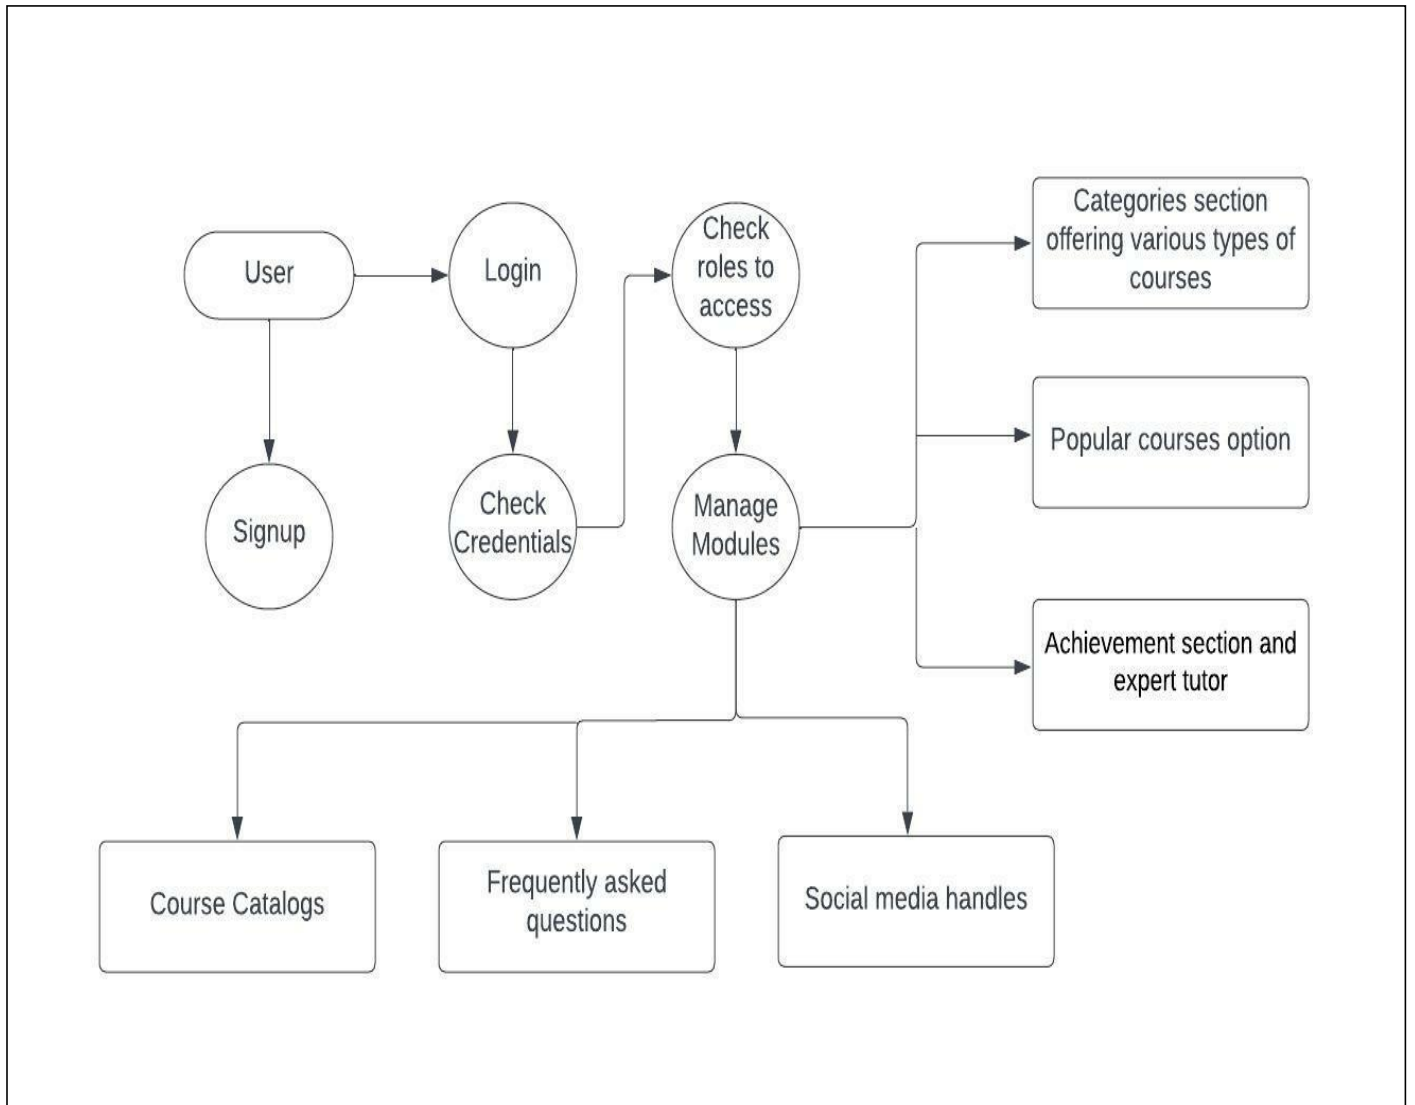 User
Login
Check
roles to
access
Categories section
offering various types of
courses
Signup
Check
Credentials
Manage
Modules
Popular courses option
Achievement section and
expert tutor
Course Catalogs
Frequently asked
questions
Social media handles